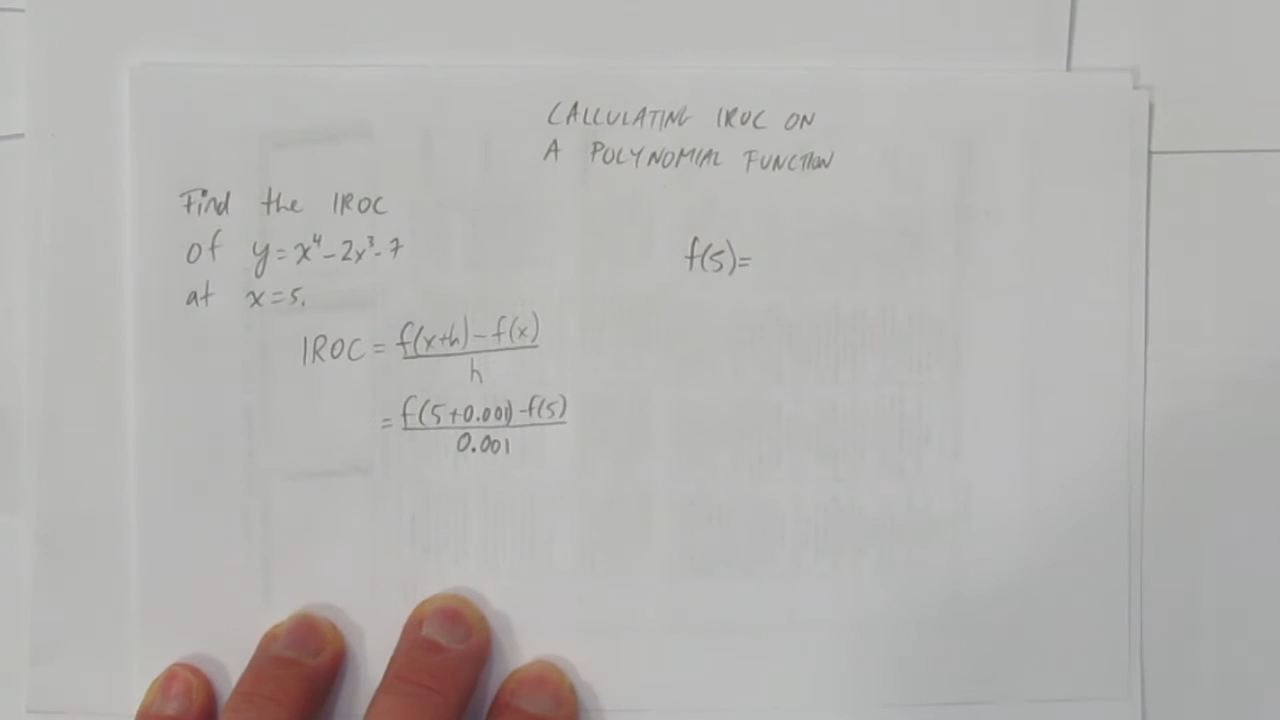 CALCULATING IROC ON
A POLYNOMIAL FUNCTION
Find the IROC
of y=x⁴-2x³-7
at x=5.
f(5)=
IROC = f(x+h)-f(x)
h
= f(5+0.001)-f(5)
0.001